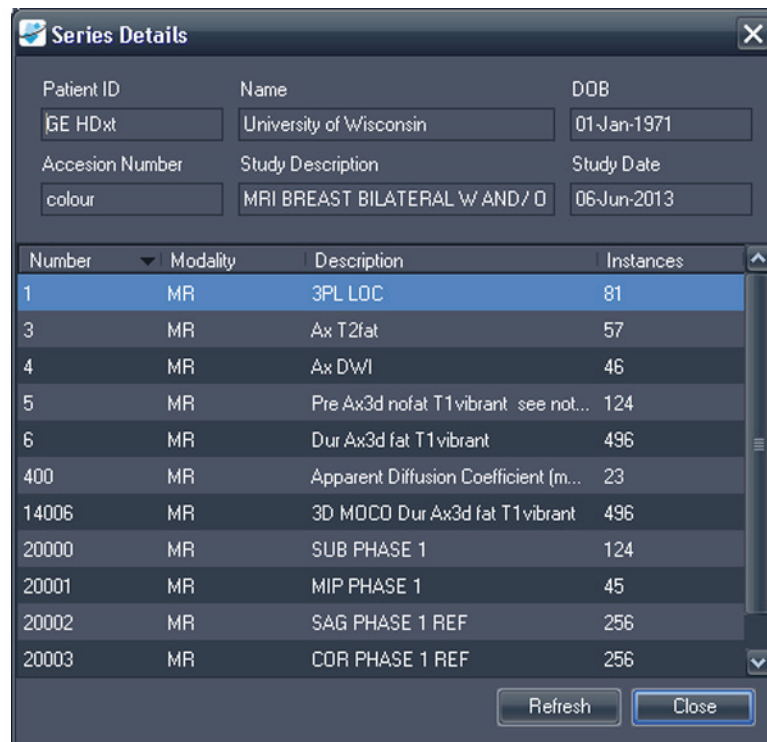 Series Details
Patient ID Name DOB
GE HDxt University of Wisconsin 01-Jan-1971
Accesion Number Study Description Study Date
colour MRI BREAST BILATERAL W AND/ O 06-Jun-2013
Number Modality Description Instances
1 MR 3PL LOC 81
3 MR Ax T2fat 57
4 MR Ax DWI 46
5 MR Pre Ax3d nofat T1vibrant see not... 124
6 MR Dur Ax3d fat T1vibrant 496
400 MR Apparent Diffusion Coefficient (m... 23
14006 MR 3D MOCO Dur Ax3d fat T1vibrant 496
20000 MR SUB PHASE 1 124
20001 MR MIP PHASE 1 45
20002 MR SAG PHASE 1 REF 256
20003 MR COR PHASE 1 REF 256
Refresh Close